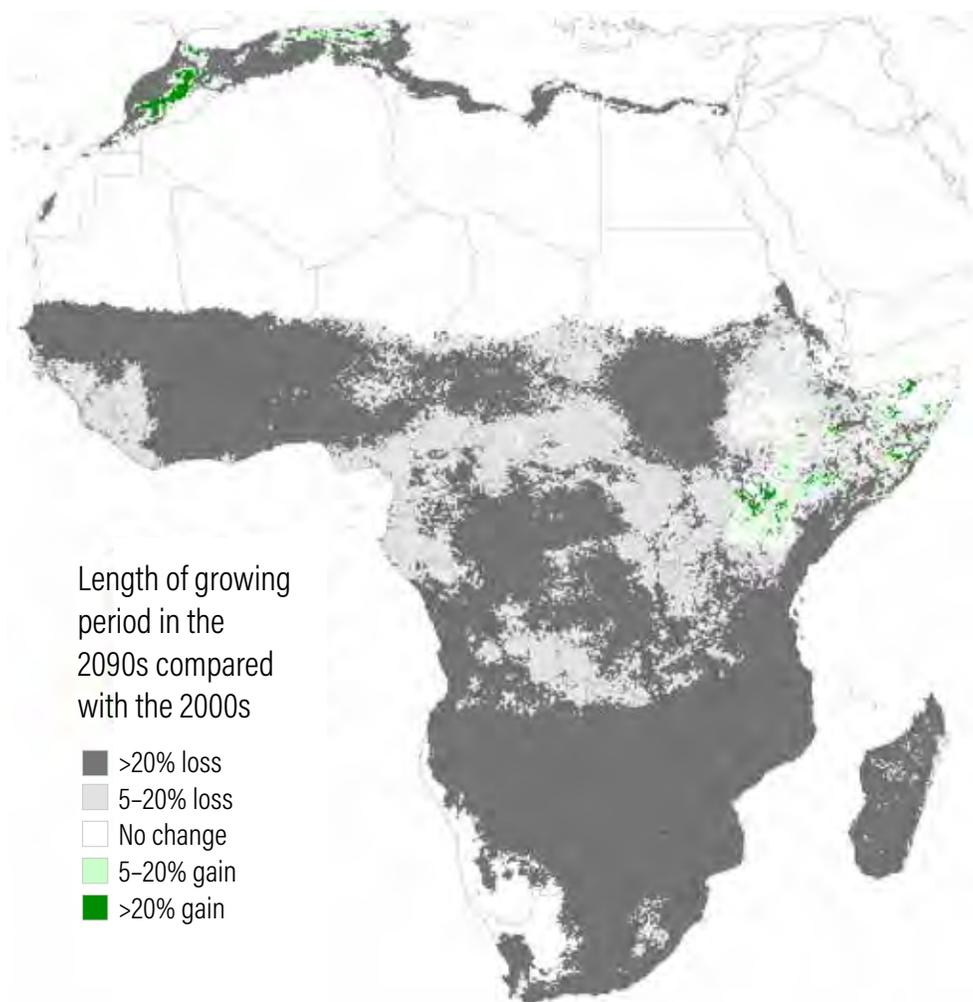 Length of growing
period in the
2090s compared
with the 2000s
>20% loss
5–20% loss
No change
5–20% gain
>20% gain